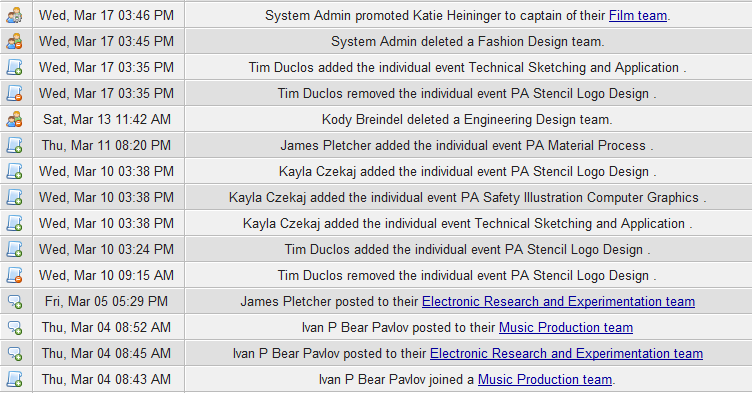 Wed, Mar 17 03:46 PM System Admin promoted Katie Heininger to captain of their Film team.
Wed, Mar 17 03:45 PM System Admin deleted a Fashion Design team.
Wed, Mar 17 03:35 PM Tim Duclos added the individual event Technical Sketching and Application .
Wed, Mar 17 03:35 PM Tim Duclos removed the individual event PA Stencil Logo Design .
Sat, Mar 13 11:42 AM Kody Breindel deleted a Engineering Design team.
Thu, Mar 11 08:20 PM James Pletcher added the individual event PA Material Process .
Wed, Mar 10 03:38 PM Kayla Czekaj added the individual event PA Stencil Logo Design .
Wed, Mar 10 03:38 PM Kayla Czekaj added the individual event PA Safety Illustration Computer Graphics .
Wed, Mar 10 03:38 PM Kayla Czekaj added the individual event Technical Sketching and Application .
Wed, Mar 10 03:24 PM Tim Duclos added the individual event PA Stencil Logo Design .
Wed, Mar 10 09:15 AM Tim Duclos removed the individual event PA Stencil Logo Design .
Fri, Mar 05 05:29 PM James Pletcher posted to their Electronic Research and Experimentation team
Thu, Mar 04 08:52 AM Ivan P Bear Pavlov posted to their Music Production team
Thu, Mar 04 08:45 AM Ivan P Bear Pavlov posted to their Electronic Research and Experimentation team
Thu, Mar 04 08:43 AM Ivan P Bear Pavlov joined a Music Production team.